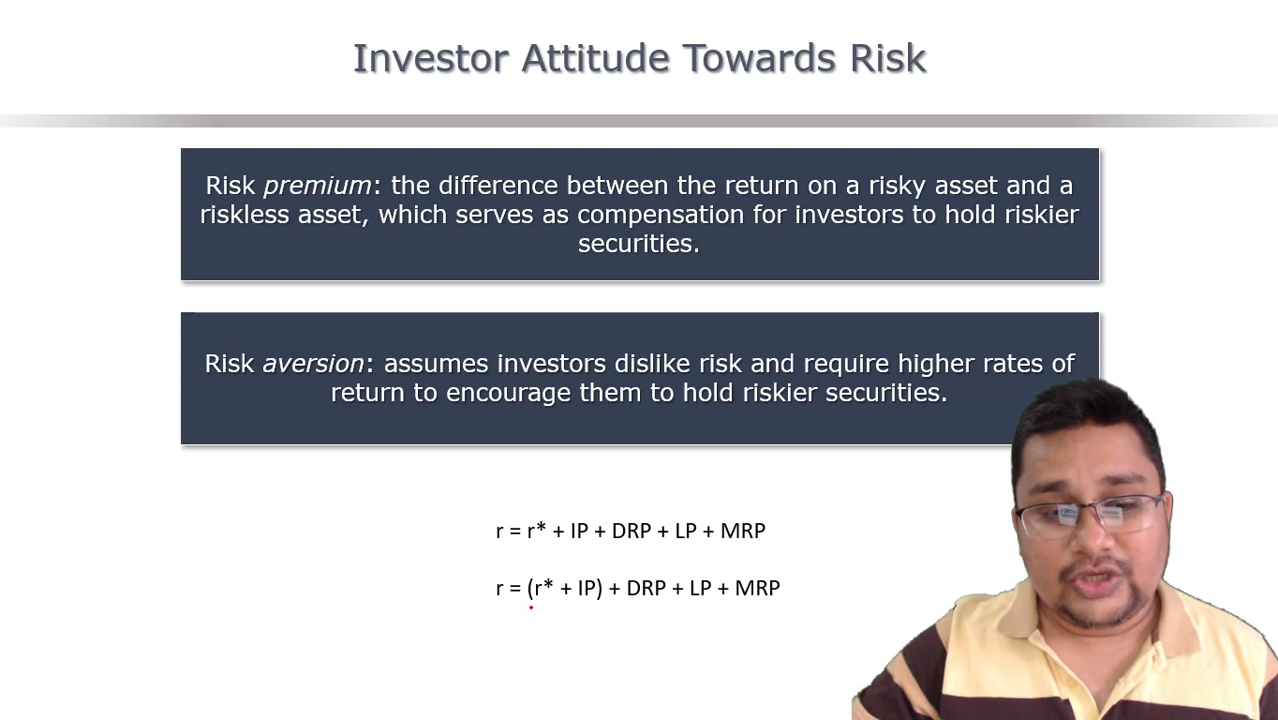 Investor Attitude Towards Risk
Risk premium: the difference between the return on a risky asset and a
riskless asset, which serves as compensation for investors to hold riskier
securities.
Risk aversion: assumes investors dislike risk and require higher rates of
return to encourage them to hold riskier securities.
r = r* + IP + DRP + LP + MRP
r = (r* + IP) + DRP + LP + MRP